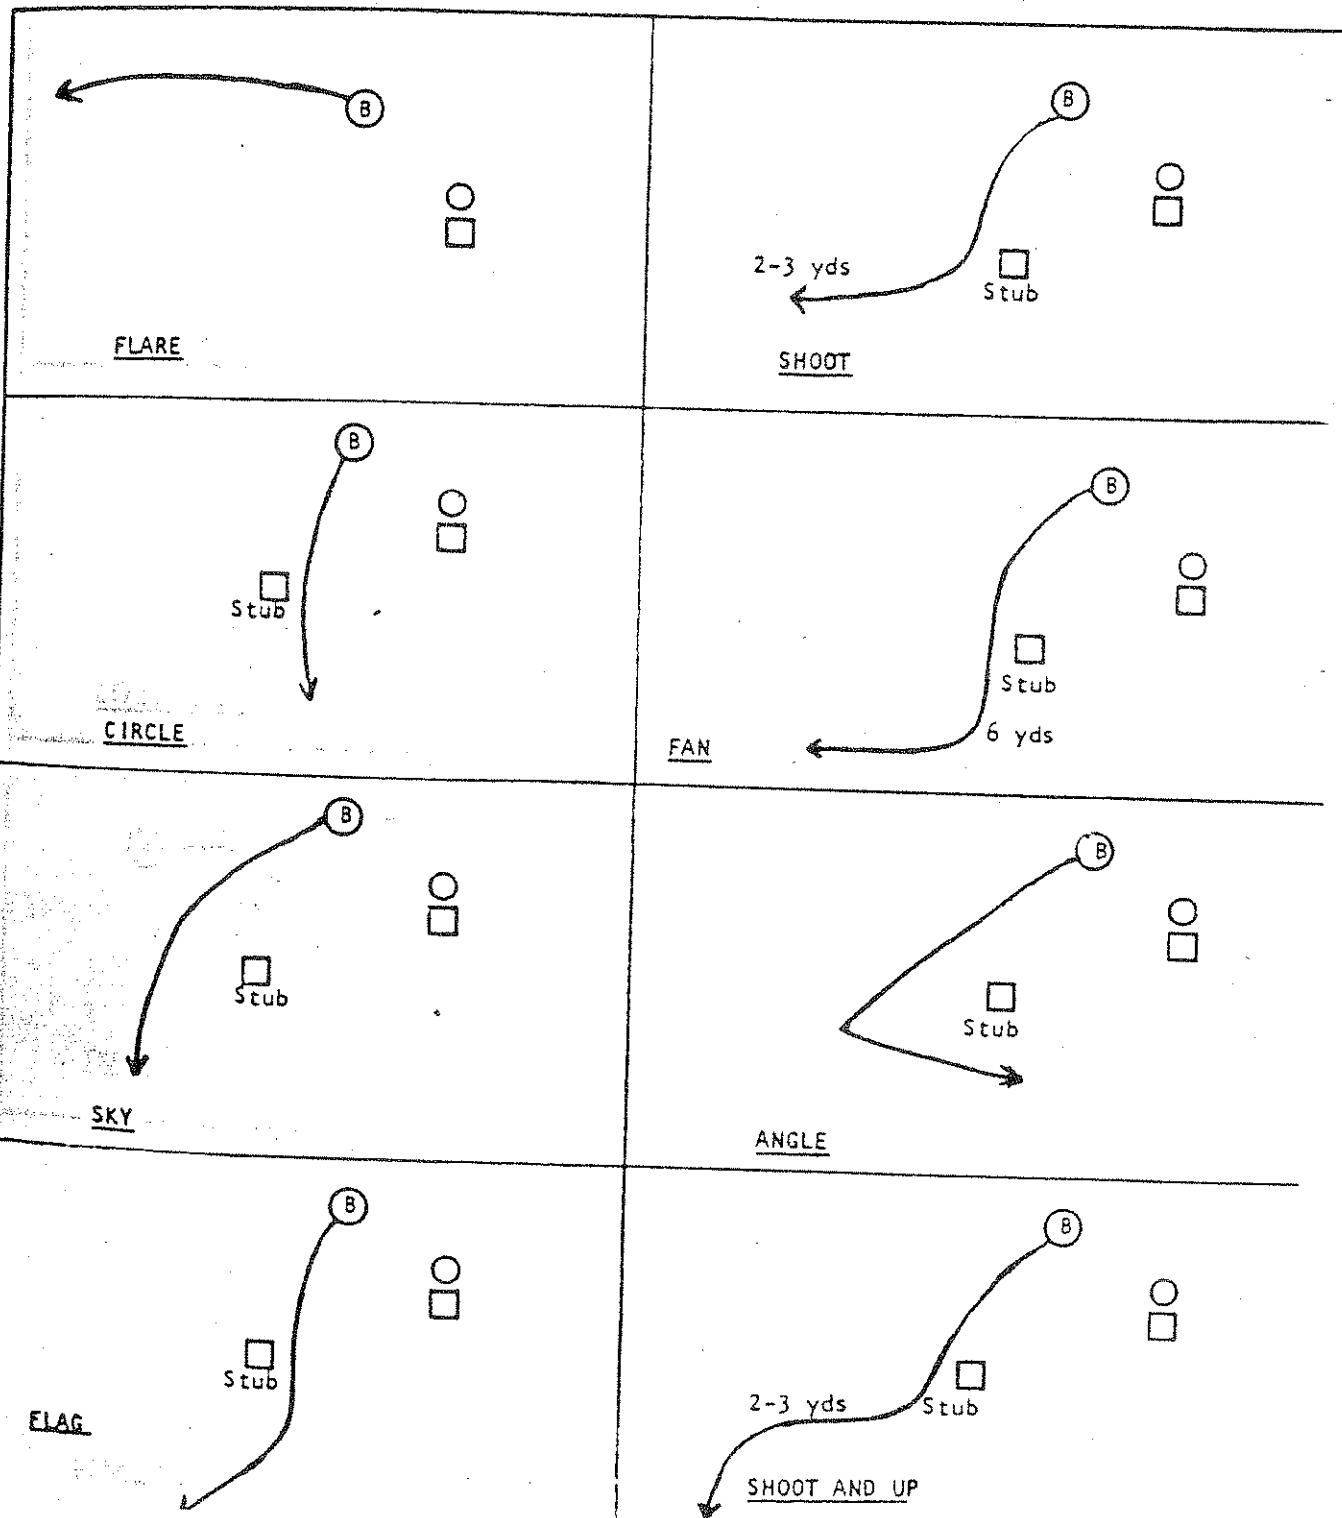 B
FLARE
B
2-3 yds
Stub
SHOOT
B
Stub
CIRCLE
B
Stub
6 yds
FAN
B
Stub
SKY
B
Stub
ANGLE
B
Stub
FLAG
B
2-3 yds
Stub
SHOOT AND UP